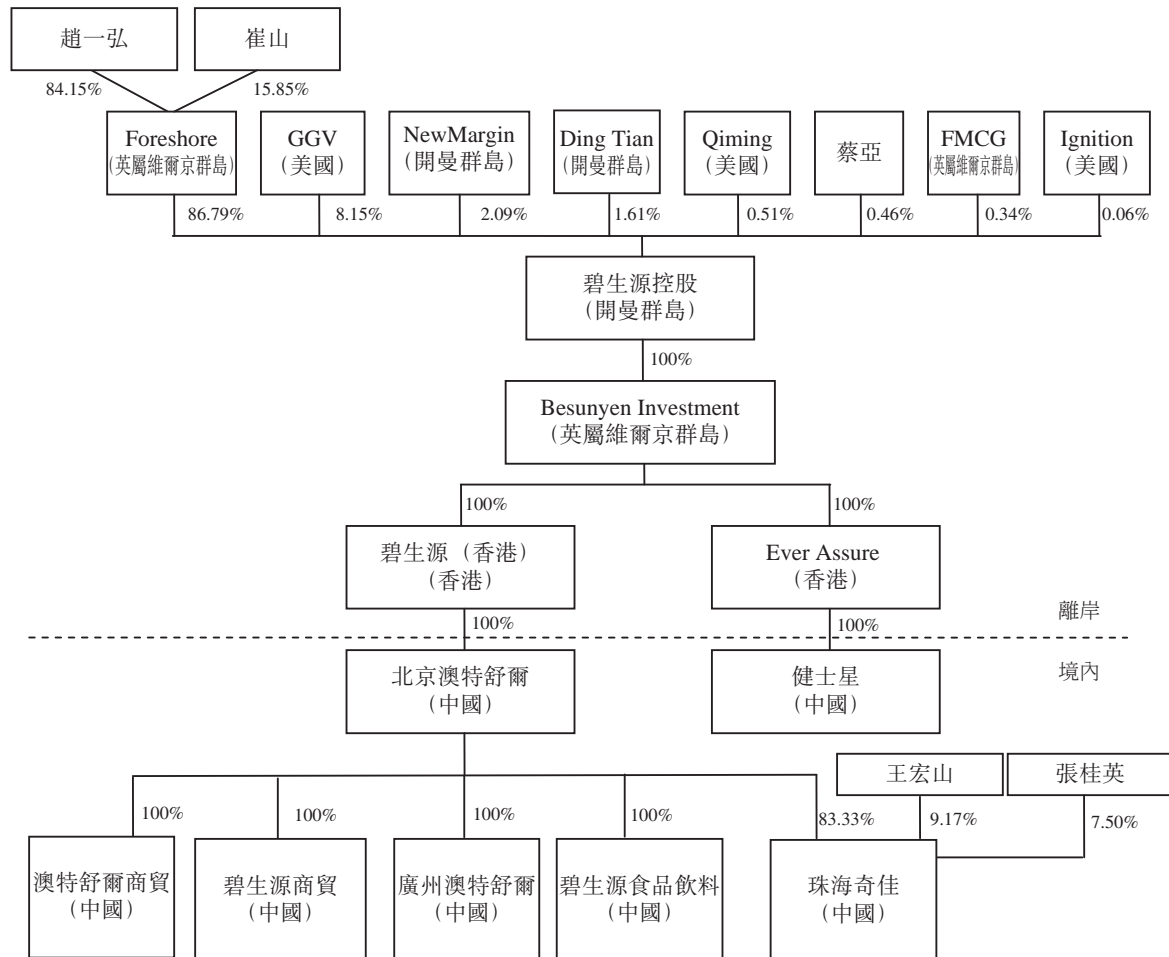 趙一弘
崔山
84.15%
15.85%
Foreshore
(英屬維爾京群島)
GGV
(美國)
NewMargin
(開曼群島)
Ding Tian
(開曼群島)
Qiming
(美國)
蔡亞
FMCG
(英屬維爾京群島)
Ignition
(美國)
86.79%
8.15%
2.09%
1.61%
0.51%
0.46%
0.34%
0.06%
碧生源控股
(開曼群島)
100%
Besunyen Investment
(英屬維爾京群島)
100%
100%
碧生源(香港)
(香港)
Ever Assure
(香港)
離岸
100%
100%
北京澳特舒爾
(中國)
健士星
(中國)
境內
王宏山
張桂英
100%
100%
100%
100%
83.33%
9.17%
7.50%
澳特舒爾商貿
(中國)
碧生源商貿
(中國)
廣州澳特舒爾
(中國)
碧生源食品飲料
(中國)
珠海奇佳
(中國)